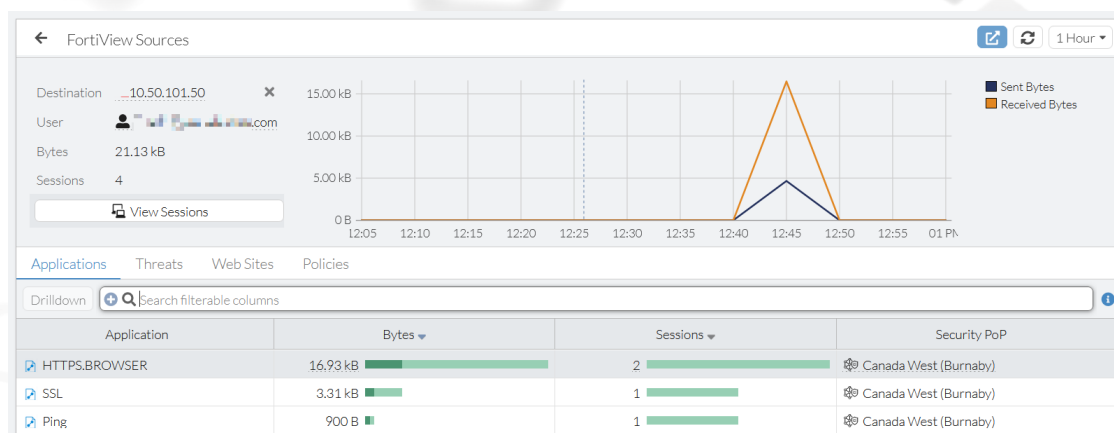 FortiView Sources
1 Hour
Destination _10.50.101.50
User .com
Bytes 21.13 kB
Sessions 4
View Sessions
15.00 kB
10.00 kB
5.00 kB
0 B
12:05 12:10 12:15 12:20 12:25 12:30 12:35 12:40 12:45 12:50 12:55 01 PM
Sent Bytes
Received Bytes
Applications Threats Web Sites Policies
Drilldown Search filterable columns
Application Bytes Sessions Security PoP
HTTPS.BROWSER 16.93 kB 2 Canada West (Burnaby)
SSL 3.31 kB 1 Canada West (Burnaby)
Ping 900 B 1 Canada West (Burnaby)